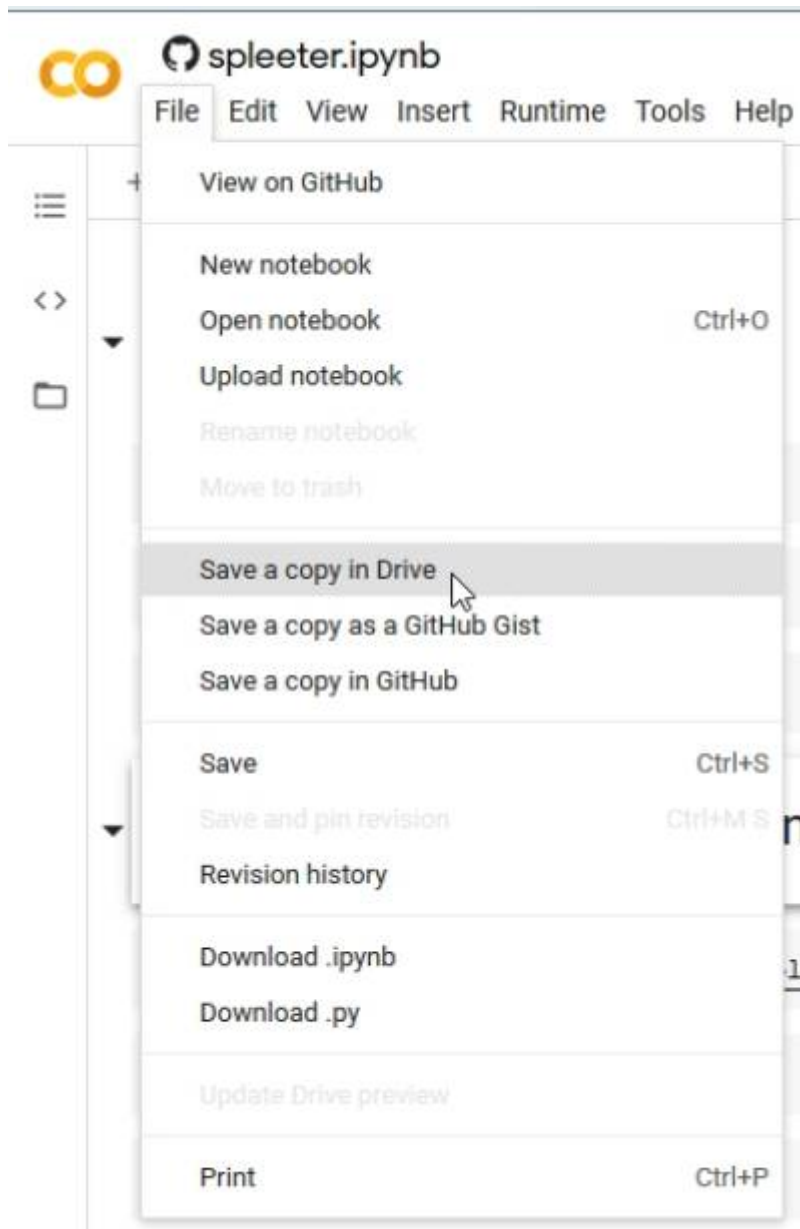 spleeter.ipynb
File Edit View Insert Runtime Tools Help
View on GitHub
New notebook
Open notebook Ctrl+O
Upload notebook
Rename notebook
Move to trash
Save a copy in Drive
Save a copy as a GitHub Gist
Save a copy in GitHub
Save Ctrl+S
Save and pin revision Ctrl+M S
Revision history
Download .ipynb
Download .py
Update Drive preview
Print Ctrl+P